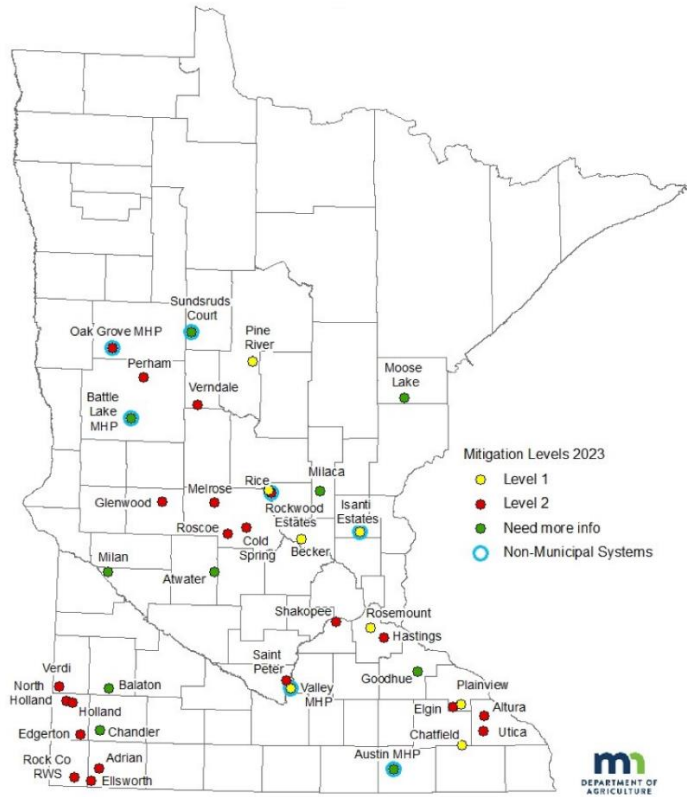 Sundsruds
Court
Oak Grove MHP
Pine
River
Perham
Moose
Lake
Verndale
Battle
Lake
MHP
Mitigation Levels 2023
Level 1
Level 2
Need more info
Non-Municipal Systems
Rice
Milaca
Melrose
Glenwood
Rockwood
Estates
Isanti
Estates
Roscoe
Cold
Spring
Becker
Milan
Atwater
Shakopee
Rosemount
Hastings
Saint
Peter
Verdi
Goodhue
North
Holland
Balaton
Valley
MHP
Plainview
Holland
Elgin
Altura
Edgerton
Chandler
Chatfield
Utica
Rock Co
RWS
Adrian
Austin MHP
Ellsworth
mn
DEPARTMENT OF
AGRICULTURE